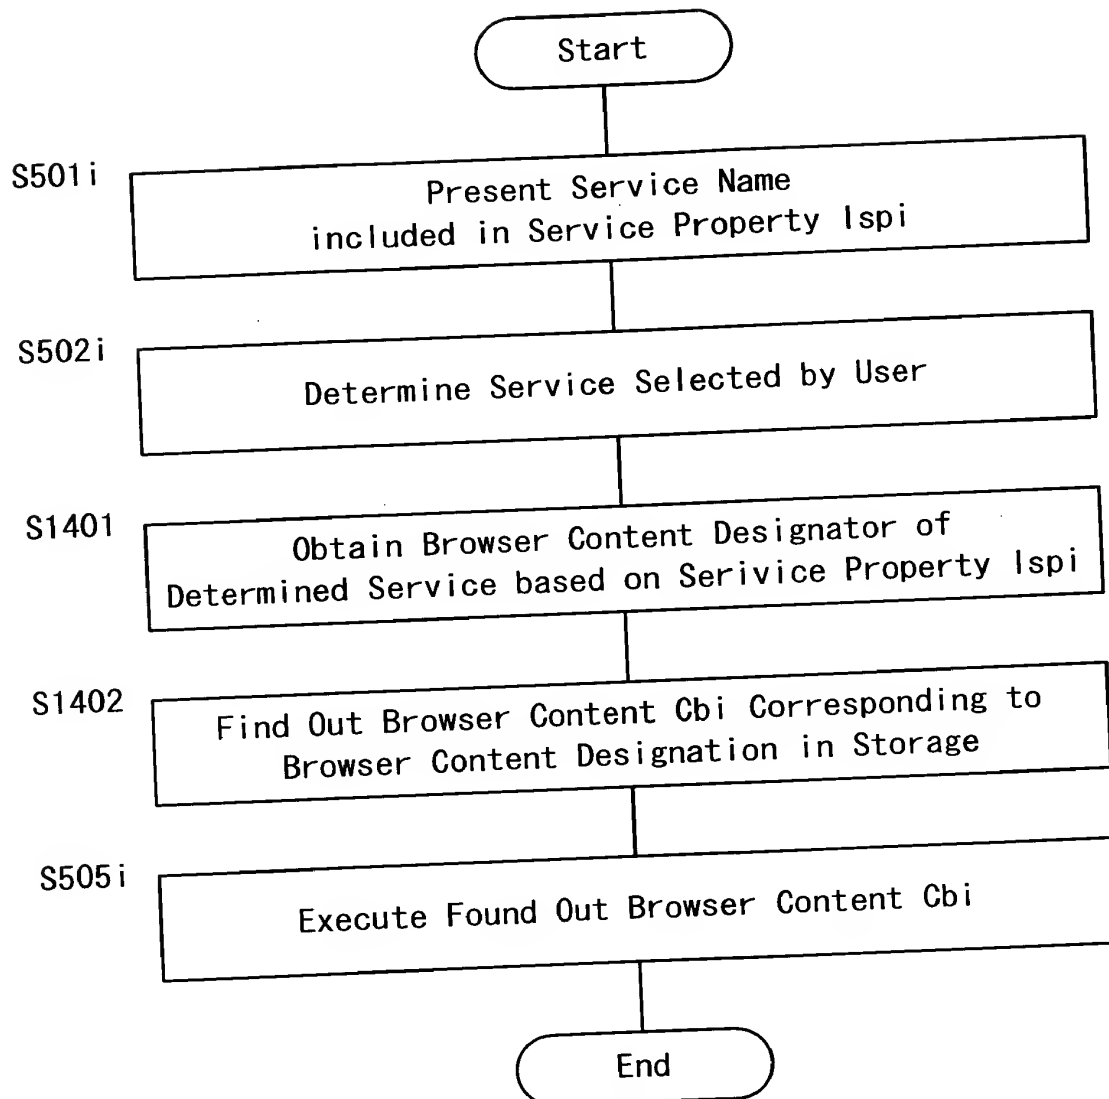 Start
S501i
Present Service Name
included in Service Property Ispi
S502i
Determine Service Selected by User
S1401
Obtain Browser Content Designator of
Determined Service based on Serivice Property Ispi
S1402
Find Out Browser Content Cbi Corresponding to
Browser Content Designation in Storage
S505i
Execute Found Out Browser Content Cbi
End